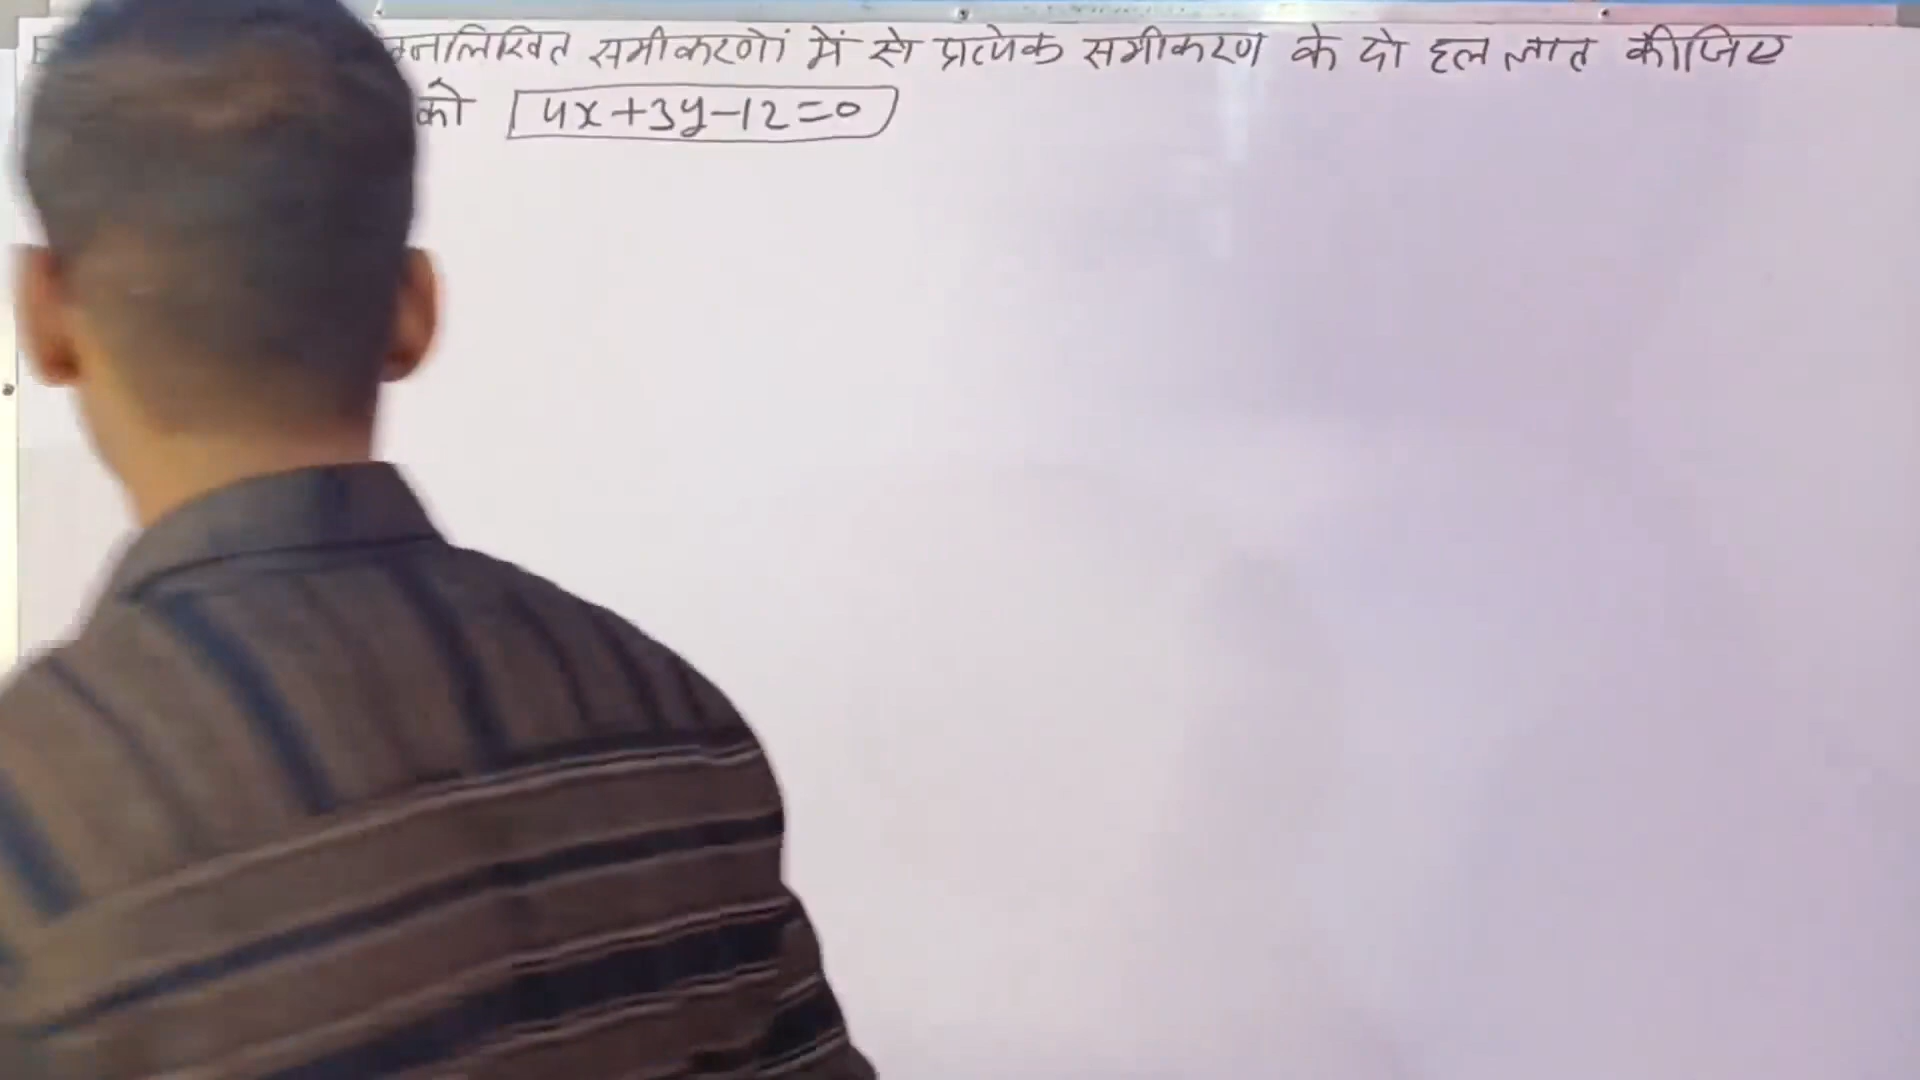 निम्नलिखित समीकरणों में से प्रत्येक समीकरण के दो हल ज्ञात कीजिए
को 4x+3y-12=0